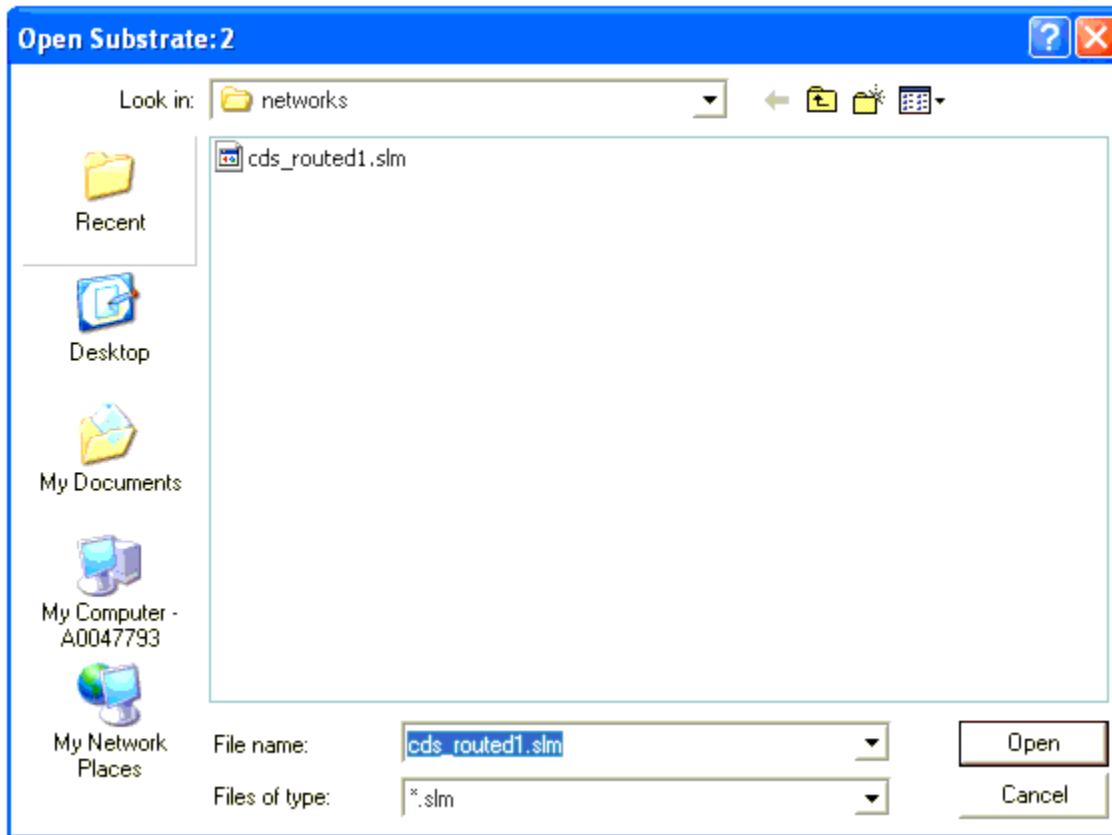 Open Substrate:2
Look in: networks
cds_routed1.slm
Recent
Desktop
My Documents
My Computer -
A0047793
My Network
Places
File name: cds_routed1.slm Open
Files of type: *.slm Cancel